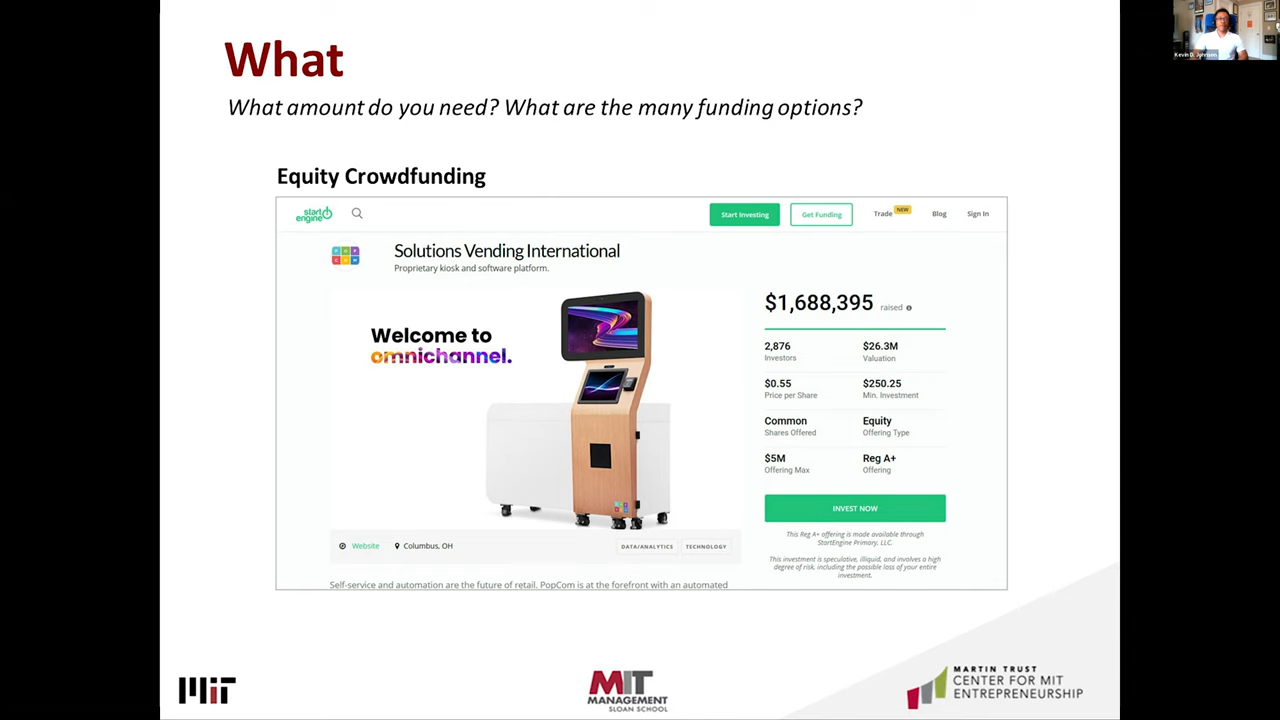 What
What amount do you need? What are the many funding options?
Equity Crowdfunding
start engine
Start Investing
Get Funding
Trade NEW
Blog
Sign In
POP COM
Solutions Vending International
Proprietary kiosk and software platform.
Welcome to
omnichannel.
$1,688,395 raised
2,876
Investors
$26.3M
Valuation
$0.55
Price per Share
$250.25
Min. Investment
Common
Shares Offered
Equity
Offering Type
$5M
Offering Max
Reg A+
Offering
INVEST NOW
This Reg A+ offering is made available through
StartEngine Primary, LLC.
This investment is speculative, illiquid, and involves a high
degree of risk, including the possible loss of your entire
investment.
Website
Columbus, OH
DATA/ANALYTICS
TECHNOLOGY
Self-service and automation are the future of retail. PopCom is at the forefront with an automated
MIT
MIT
MANAGEMENT
SLOAN SCHOOL
MARTIN TRUST
CENTER FOR MIT
ENTREPRENEURSHIP
Kevin D. Johnson